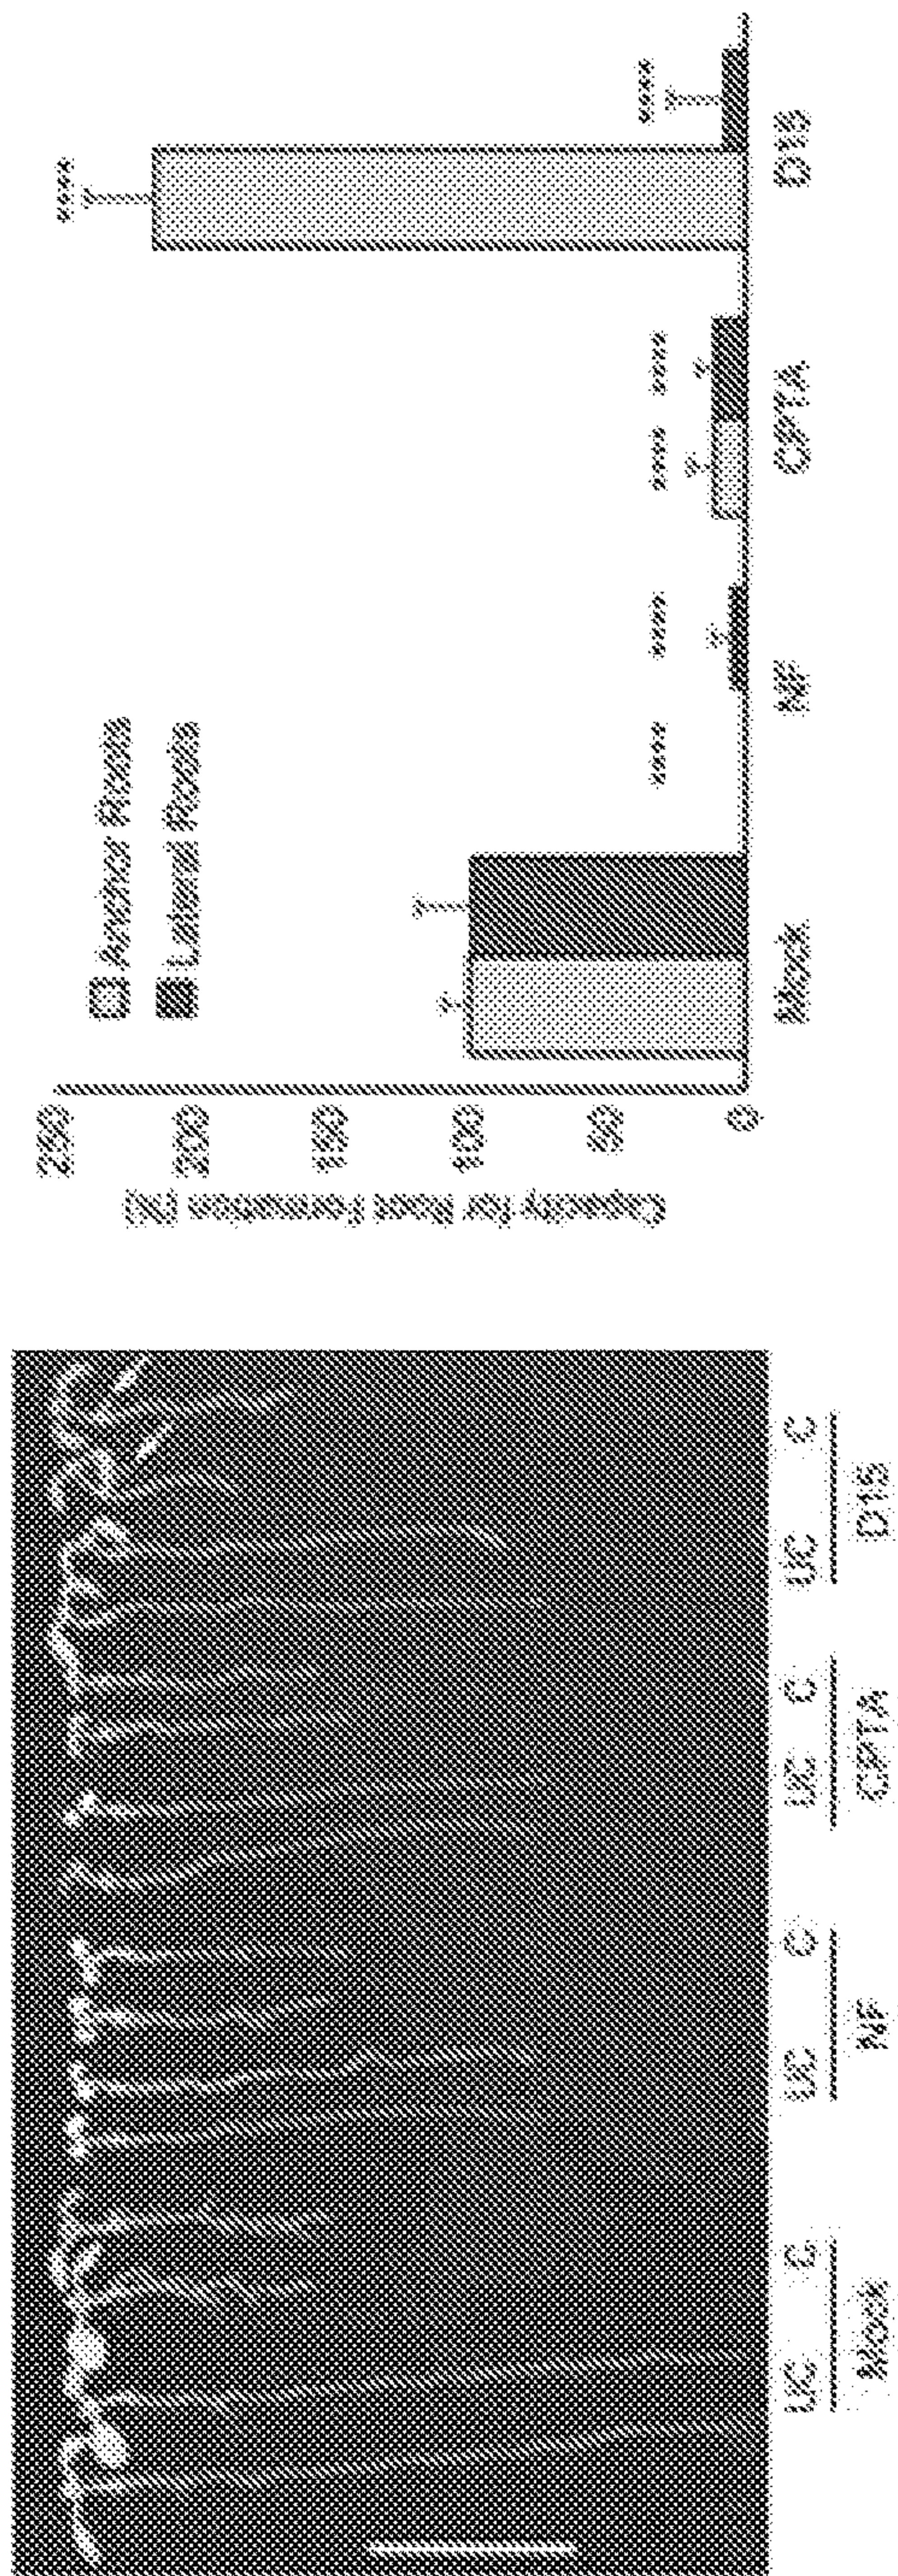 UC C UC C UC C UC C
Mock NF CPTA D15
Capacity for Root Formation (%)
250
200
150
100
50
0
Anchor Roots
Lateral Roots
**** **** **** **** **** ****
Mock NF CPTA D15